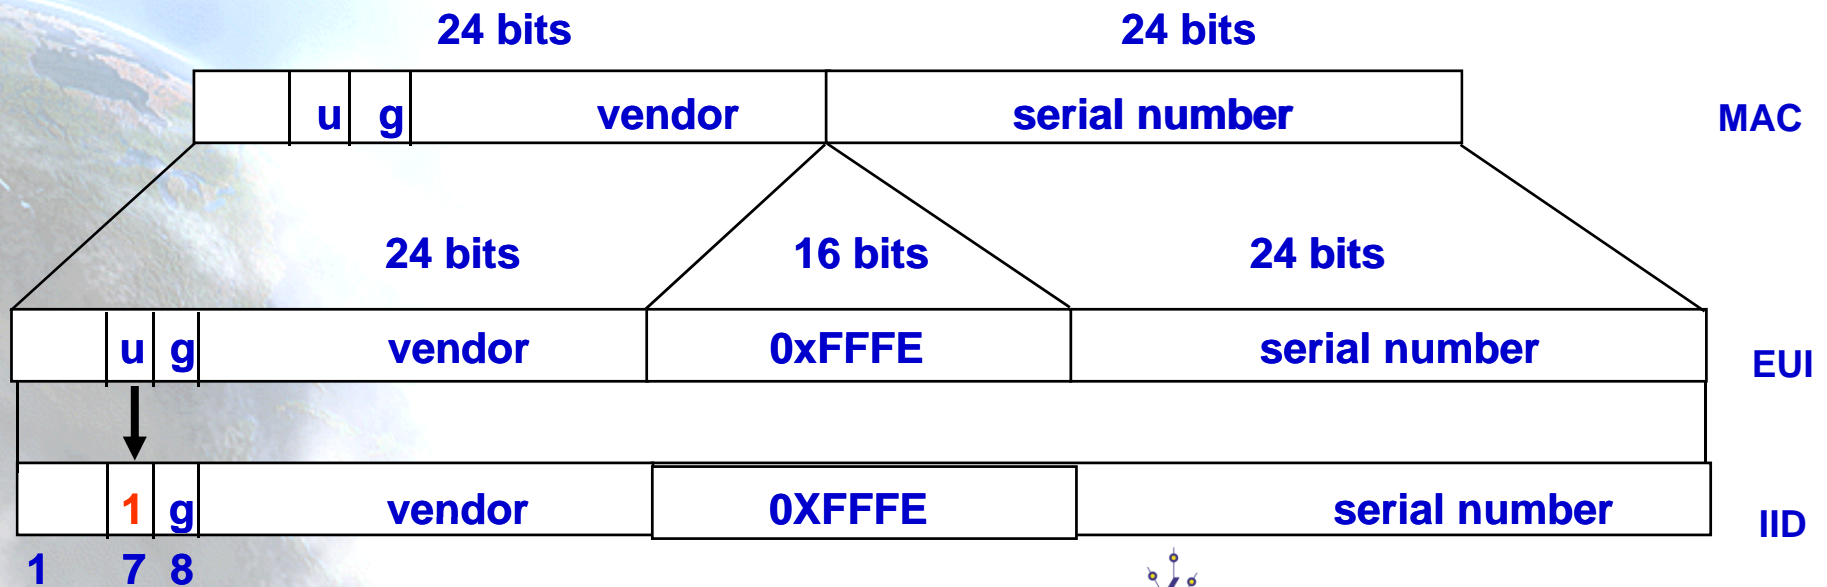 24 bits 24 bits
u g vendor serial number MAC
24 bits 16 bits 24 bits
u g vendor 0xFFFE serial number EUI
1 g vendor 0XFFFE serial number IID
1 7 8